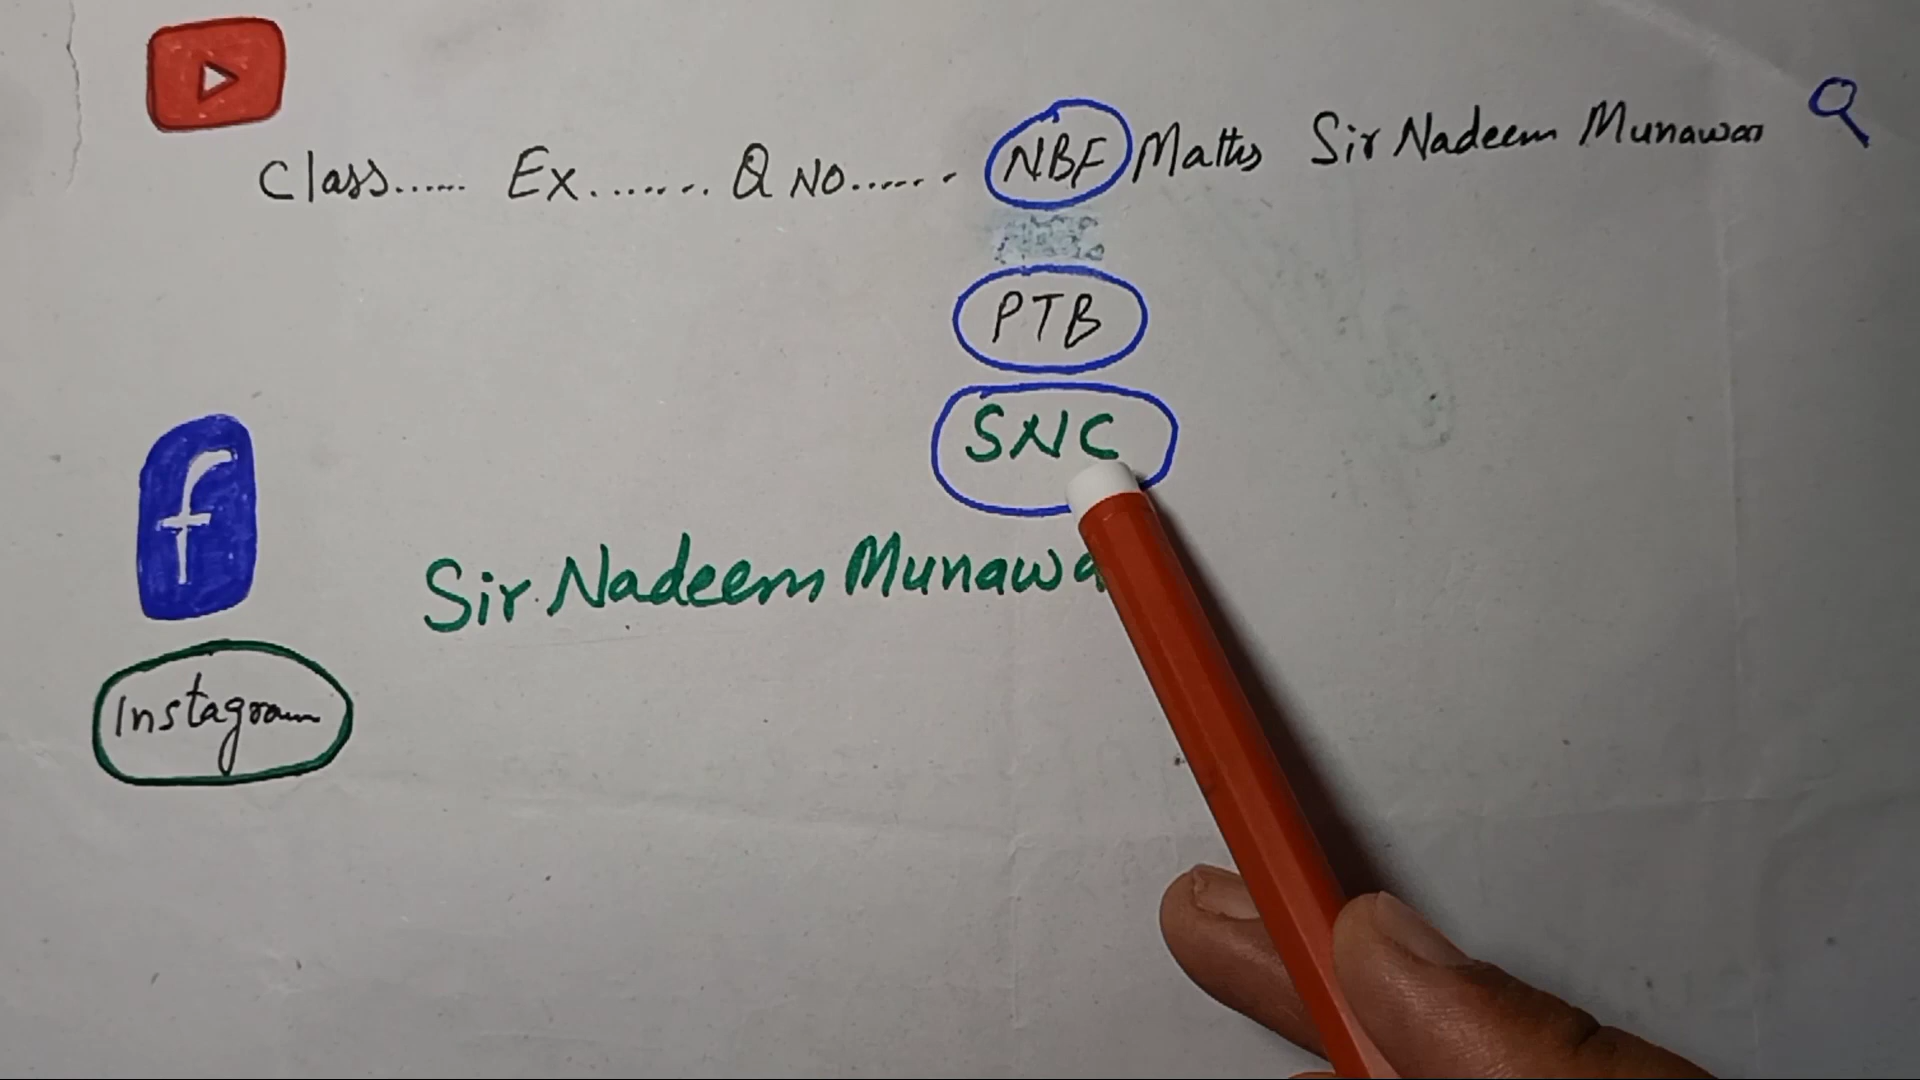 Class...... Ex........ Q No....... NBF Maths Sir Nadeem Munawar
PTB
SNC
f
Sir Nadeem Munawa
Instagram